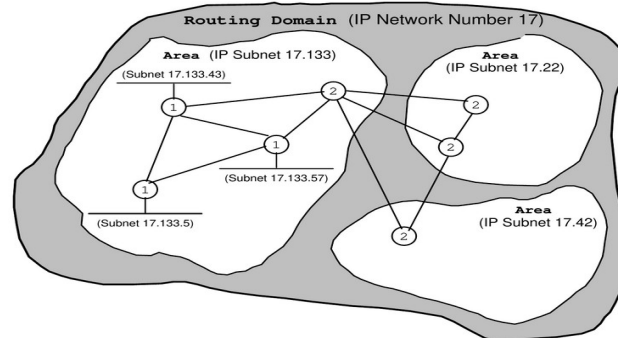 Routing Domain (IP Network Number 17)
Area (IP Subnet 17.133)
(Subnet 17.133.43)
1
2
1
1
(Subnet 17.133.57)
(Subnet 17.133.5)
Area
(IP Subnet 17.22)
2
2
Area
(IP Subnet 17.42)
2